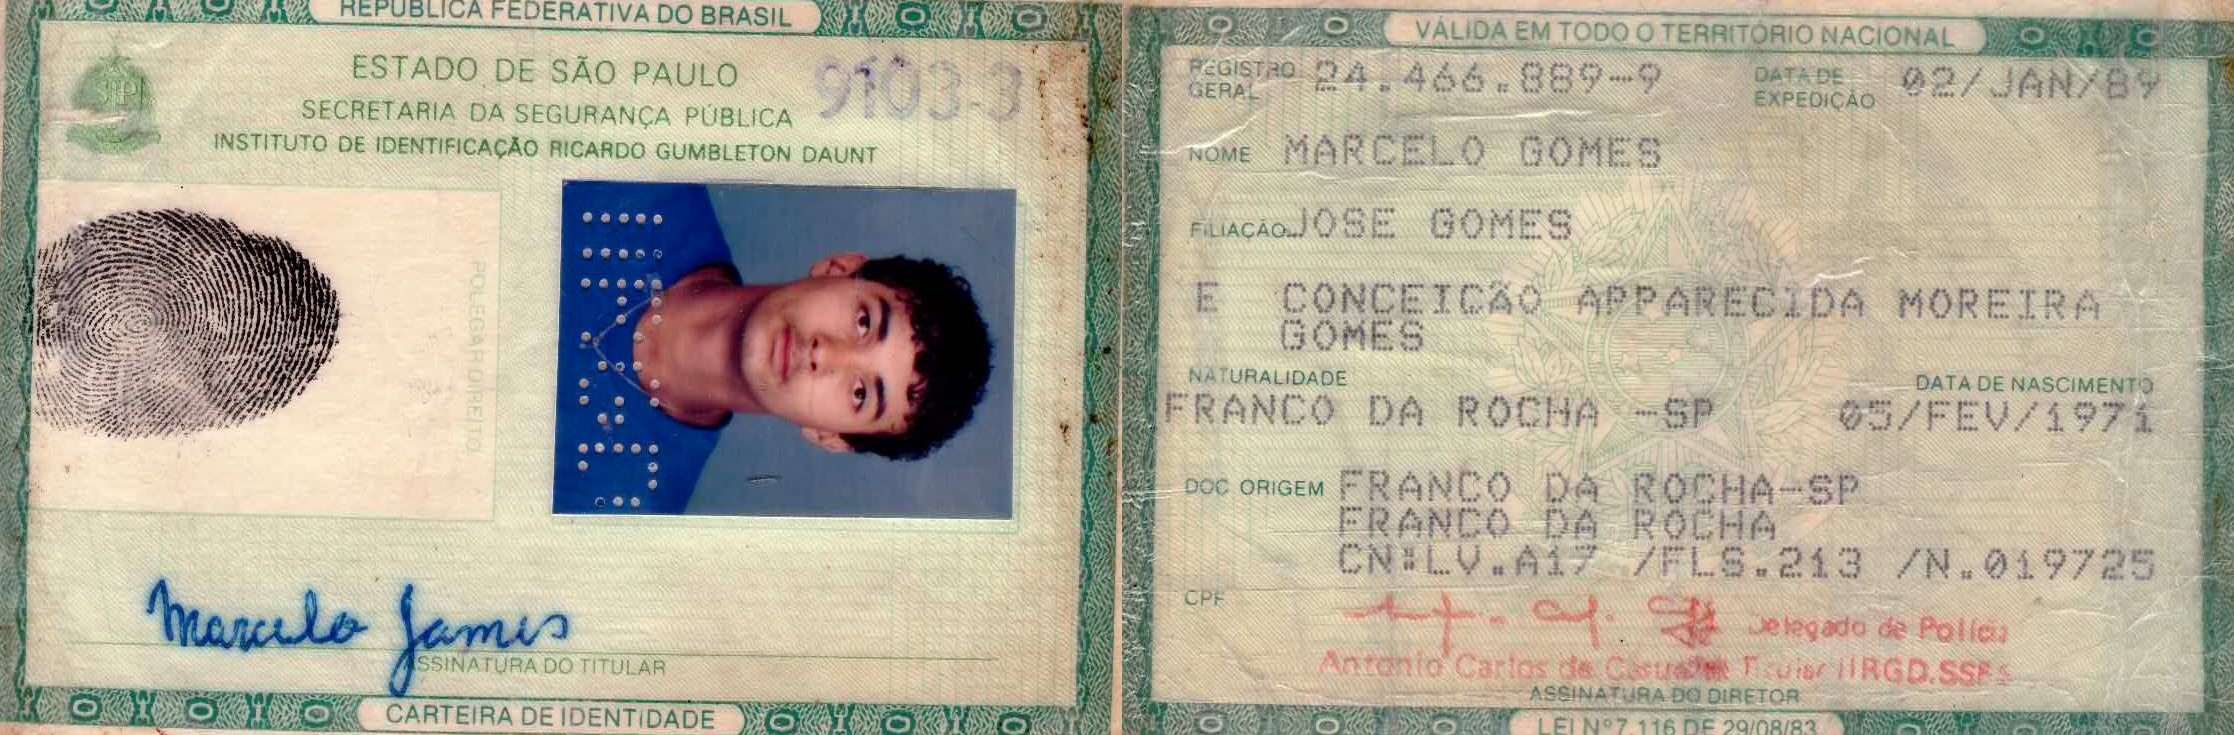 REPÚBLICA FEDERATIVA DO BRASIL
ESTADO DE SÃO PAULO
9103-3
SECRETARIA DA SEGURANÇA PÚBLICA
INSTITUTO DE IDENTIFICAÇÃO RICARDO GUMBLETON DAUNT
POLEGAR DIREITO
Marcelo Gomes
ASSINATURA DO TITULAR
CARTEIRA DE IDENTIDADE
VÁLIDA EM TODO O TERRITÓRIO NACIONAL
REGISTRO GERAL 24.466.889-9 DATA DE EXPEDIÇÃO 02/JAN/89
NOME MARCELO GOMES
FILIAÇÃO JOSE GOMES
E CONCEICÃO APPARECIDA MOREIRA
GOMES
NATURALIDADE DATA DE NASCIMENTO
FRANCO DA ROCHA -SP 05/FEV/1971
DOC ORIGEM FRANCO DA ROCHA-SP
FRANCO DA ROCHA
CN:LV.A17 /FLS.213 /N.019725
CPF
Delegado de Polícia
Antonio Carlos de
ASSINATURA DO DIRETOR
LEI Nº 7.116 DE 29/08/83